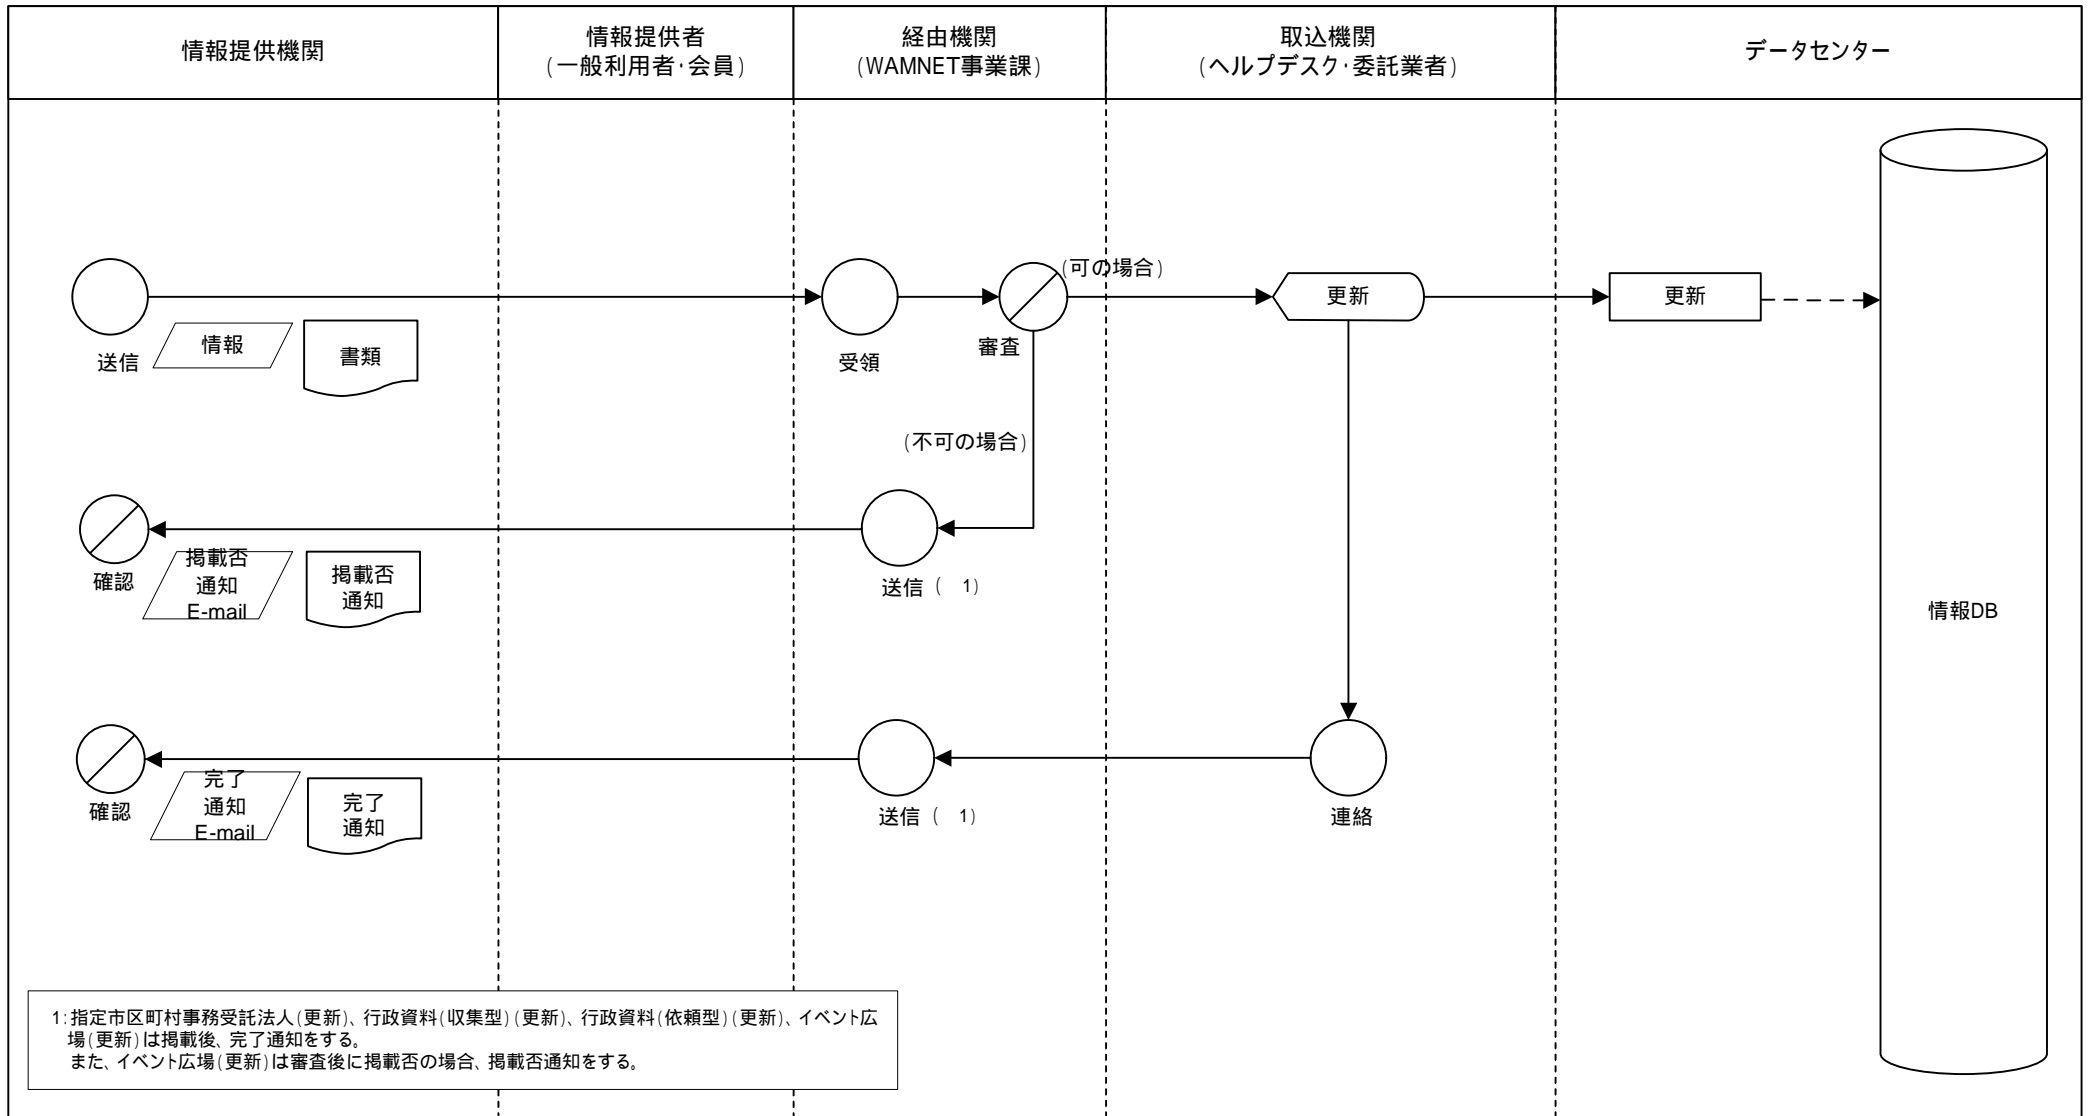 情報提供機関
情報提供者
(一般利用者・会員)
経由機関
(WAMNET事業課)
取込機関
(ヘルプデスク・委託業者)
データセンター
(可の場合)
更新
更新
送信
情報
書類
受領
審査
(不可の場合)
確認
掲載否
通知
E-mail
掲載否
通知
送信( 1)
情報DB
確認
完了
通知
E-mail
完了
通知
送信( 1)
連絡
1:指定市区町村事務受託法人(更新)、行政資料(収集型)(更新)、行政資料(依頼型)(更新)、イベント広
場(更新)は掲載後、完了通知をする。
また、イベント広場(更新)は審査後に掲載否の場合、掲載否通知をする。